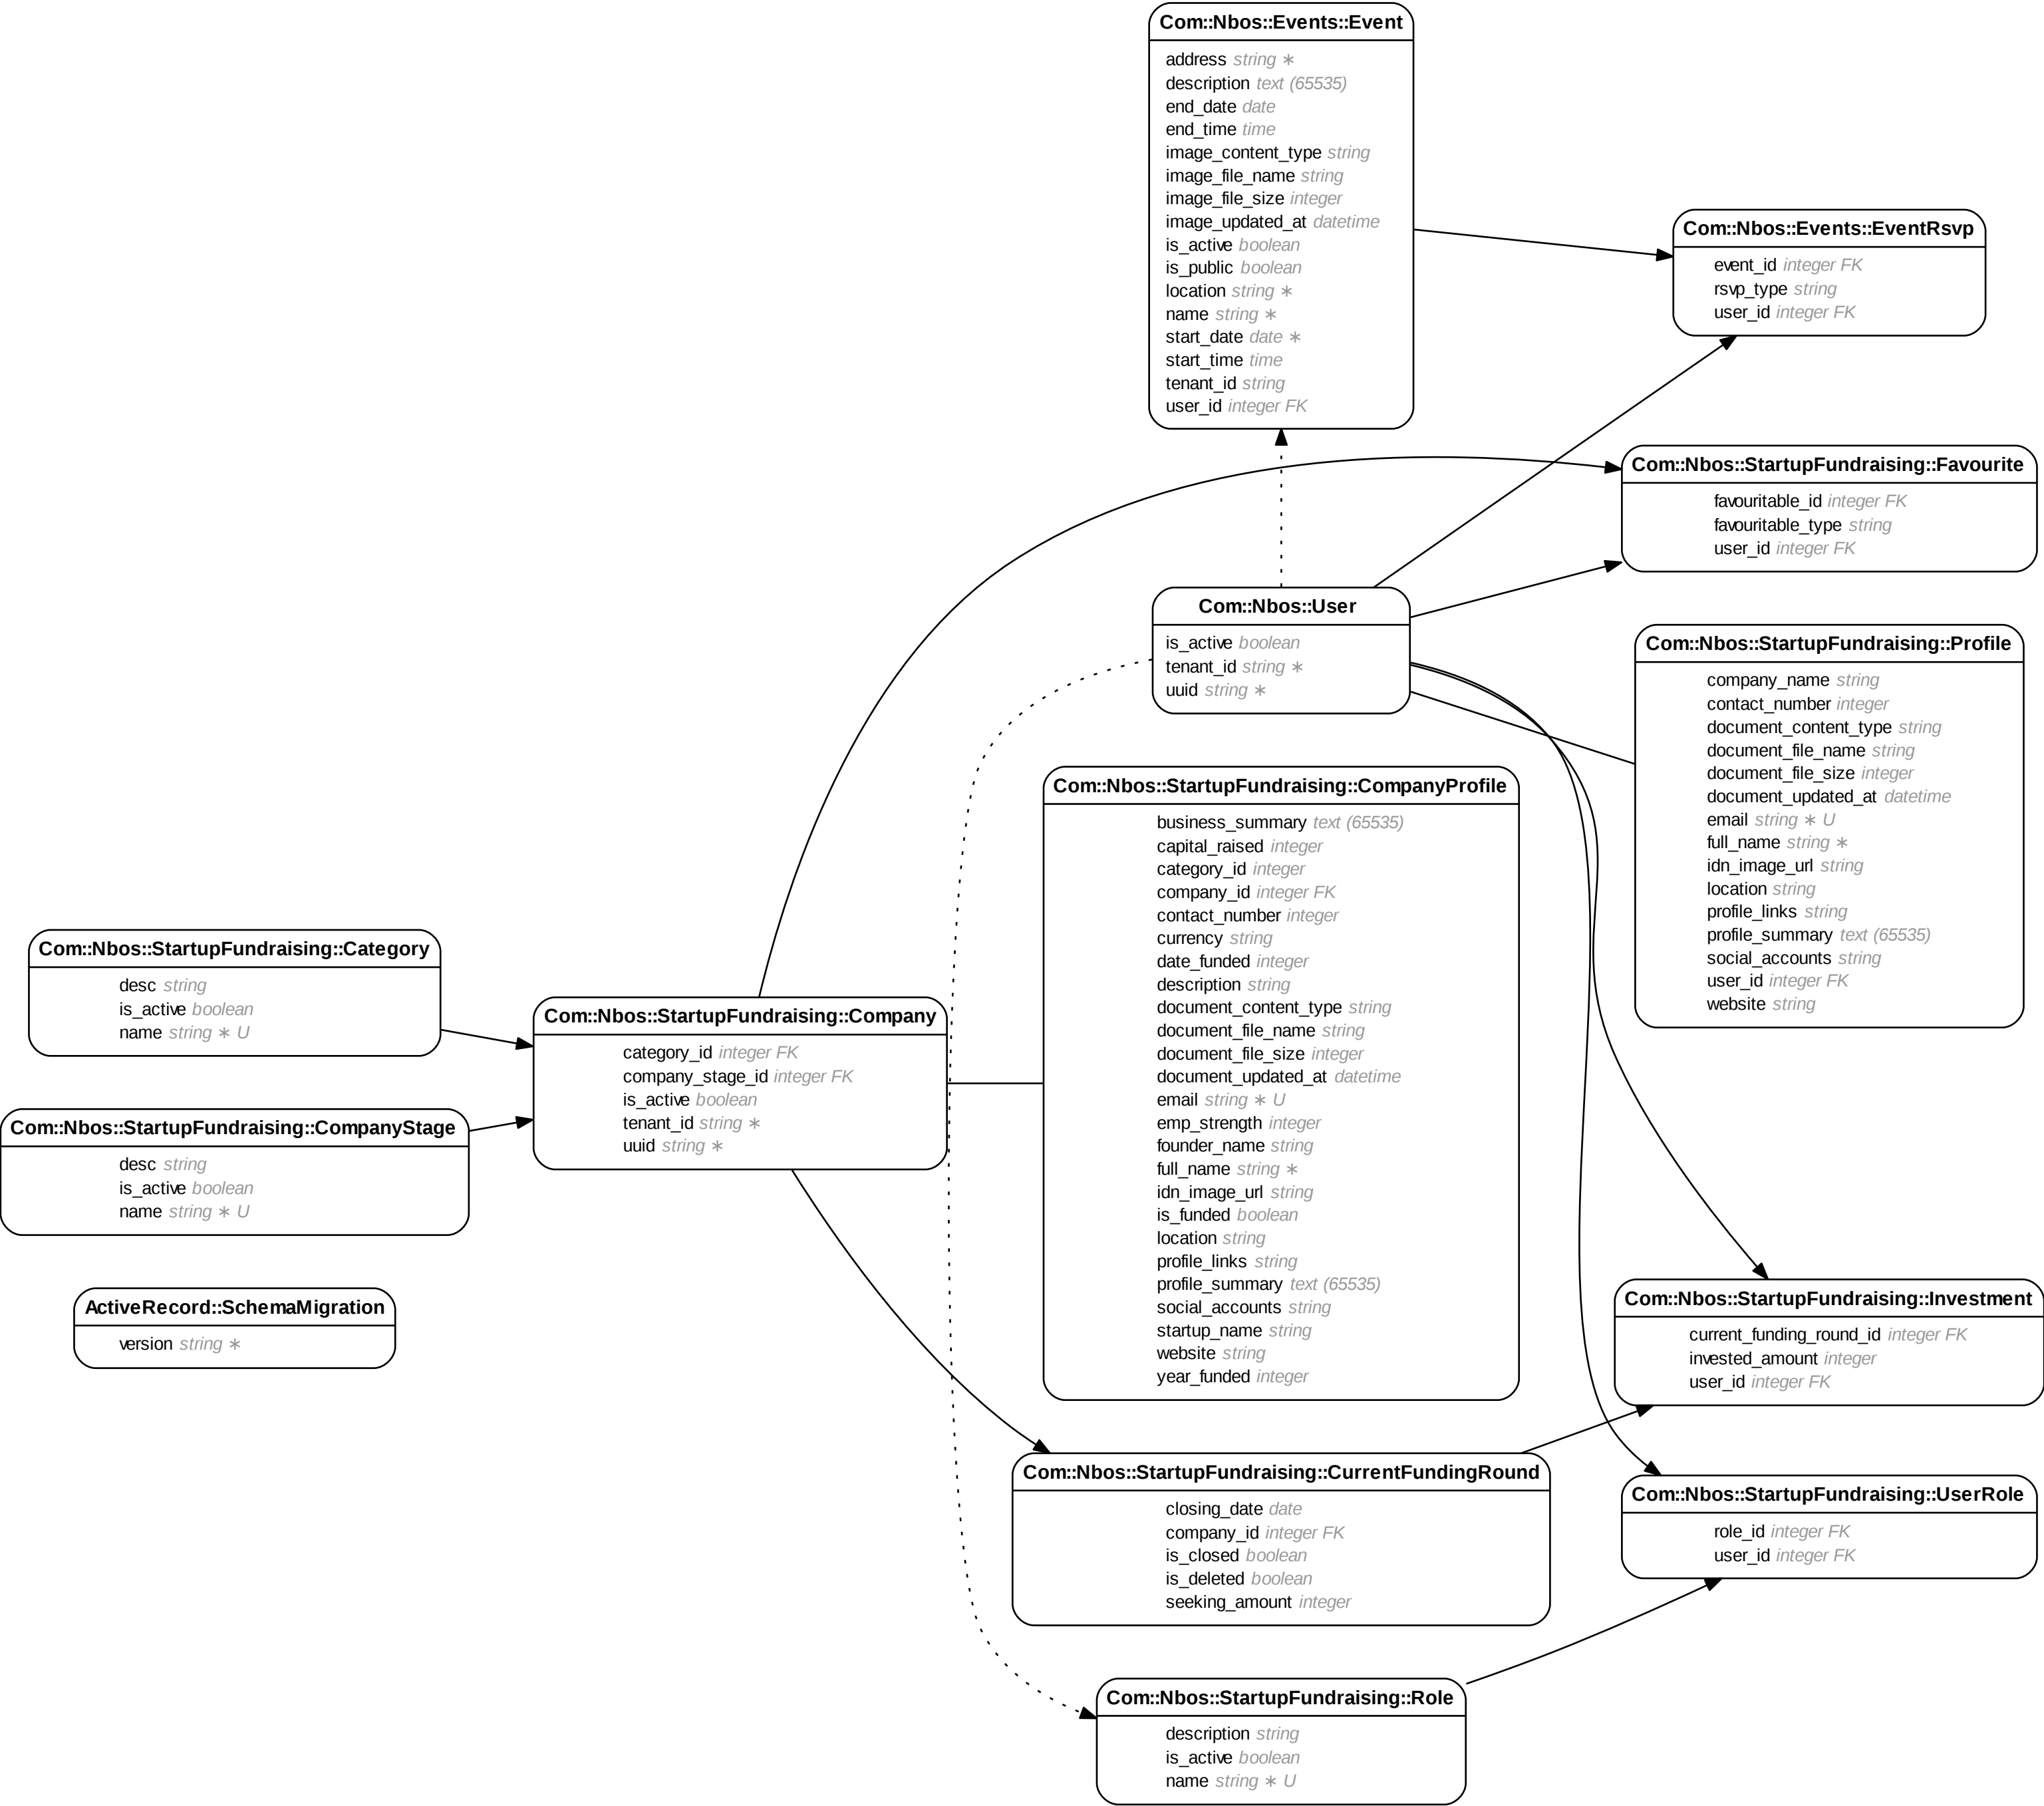 Com::Nbos::Events::Event
address string ∗
description text (65535)
end_date date
end_time time
image_content_type string
image_file_name string
image_file_size integer
image_updated_at datetime
is_active boolean
is_public boolean
location string ∗
name string ∗
start_date date ∗
start_time time
tenant_id string
user_id integer FK
Com::Nbos::Events::EventRsvp
event_id integer FK
rsvp_type string
user_id integer FK
Com::Nbos::StartupFundraising::Favourite
favouritable_id integer FK
favouritable_type string
user_id integer FK
Com::Nbos::User
is_active boolean
tenant_id string ∗
uuid string ∗
Com::Nbos::StartupFundraising::Profile
company_name string
contact_number integer
document_content_type string
document_file_name string
document_file_size integer
document_updated_at datetime
email string ∗ U
full_name string ∗
idn_image_url string
location string
profile_links string
profile_summary text (65535)
social_accounts string
user_id integer FK
website string
Com::Nbos::StartupFundraising::CompanyProfile
business_summary text (65535)
capital_raised integer
category_id integer
company_id integer FK
contact_number integer
currency string
date_funded integer
description string
document_content_type string
document_file_name string
document_file_size integer
document_updated_at datetime
email string ∗ U
emp_strength integer
founder_name string
full_name string ∗
idn_image_url string
is_funded boolean
location string
profile_links string
profile_summary text (65535)
social_accounts string
startup_name string
website string
year_funded integer
Com::Nbos::StartupFundraising::Category
desc string
is_active boolean
name string ∗ U
Com::Nbos::StartupFundraising::Company
category_id integer FK
company_stage_id integer FK
is_active boolean
tenant_id string ∗
uuid string ∗
Com::Nbos::StartupFundraising::CompanyStage
desc string
is_active boolean
name string ∗ U
ActiveRecord::SchemaMigration
version string ∗
Com::Nbos::StartupFundraising::Investment
current_funding_round_id integer FK
invested_amount integer
user_id integer FK
Com::Nbos::StartupFundraising::CurrentFundingRound
closing_date date
company_id integer FK
is_closed boolean
is_deleted boolean
seeking_amount integer
Com::Nbos::StartupFundraising::UserRole
role_id integer FK
user_id integer FK
Com::Nbos::StartupFundraising::Role
description string
is_active boolean
name string ∗ U